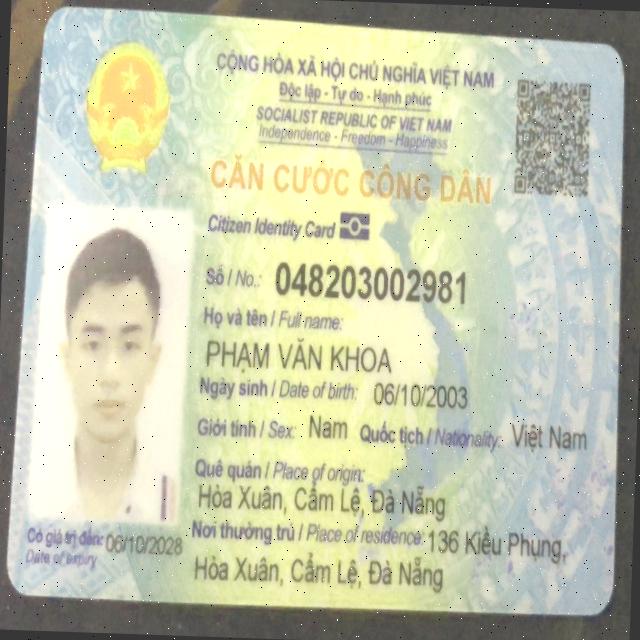 CỘNG HÒA XÃ HỘI CHỦ NGHĨA VIỆT NAM
Độc lập - Tự do - Hạnh phúc
SOCIALIST REPUBLIC OF VIET NAM
Independence - Freedom - Happiness
CĂN CƯỚC CÔNG DÂN
Citizen Identity Card
Số / No.: 048203002981
Họ và tên / Full name:
PHẠM VĂN KHOA
Ngày sinh / Date of birth: 06/10/2003
Giới tính / Sex: Nam Quốc tịch / Nationality: Việt Nam
Quê quán / Place of origin:
Hòa Xuân, Cẩm Lệ, Đà Nẵng
Nơi thường trú / Place of residence: 136 Kiều Phụng,
Hòa Xuân, Cẩm Lệ, Đà Nẵng
Có giá trị đến: 06/10/2028
Date of expiry